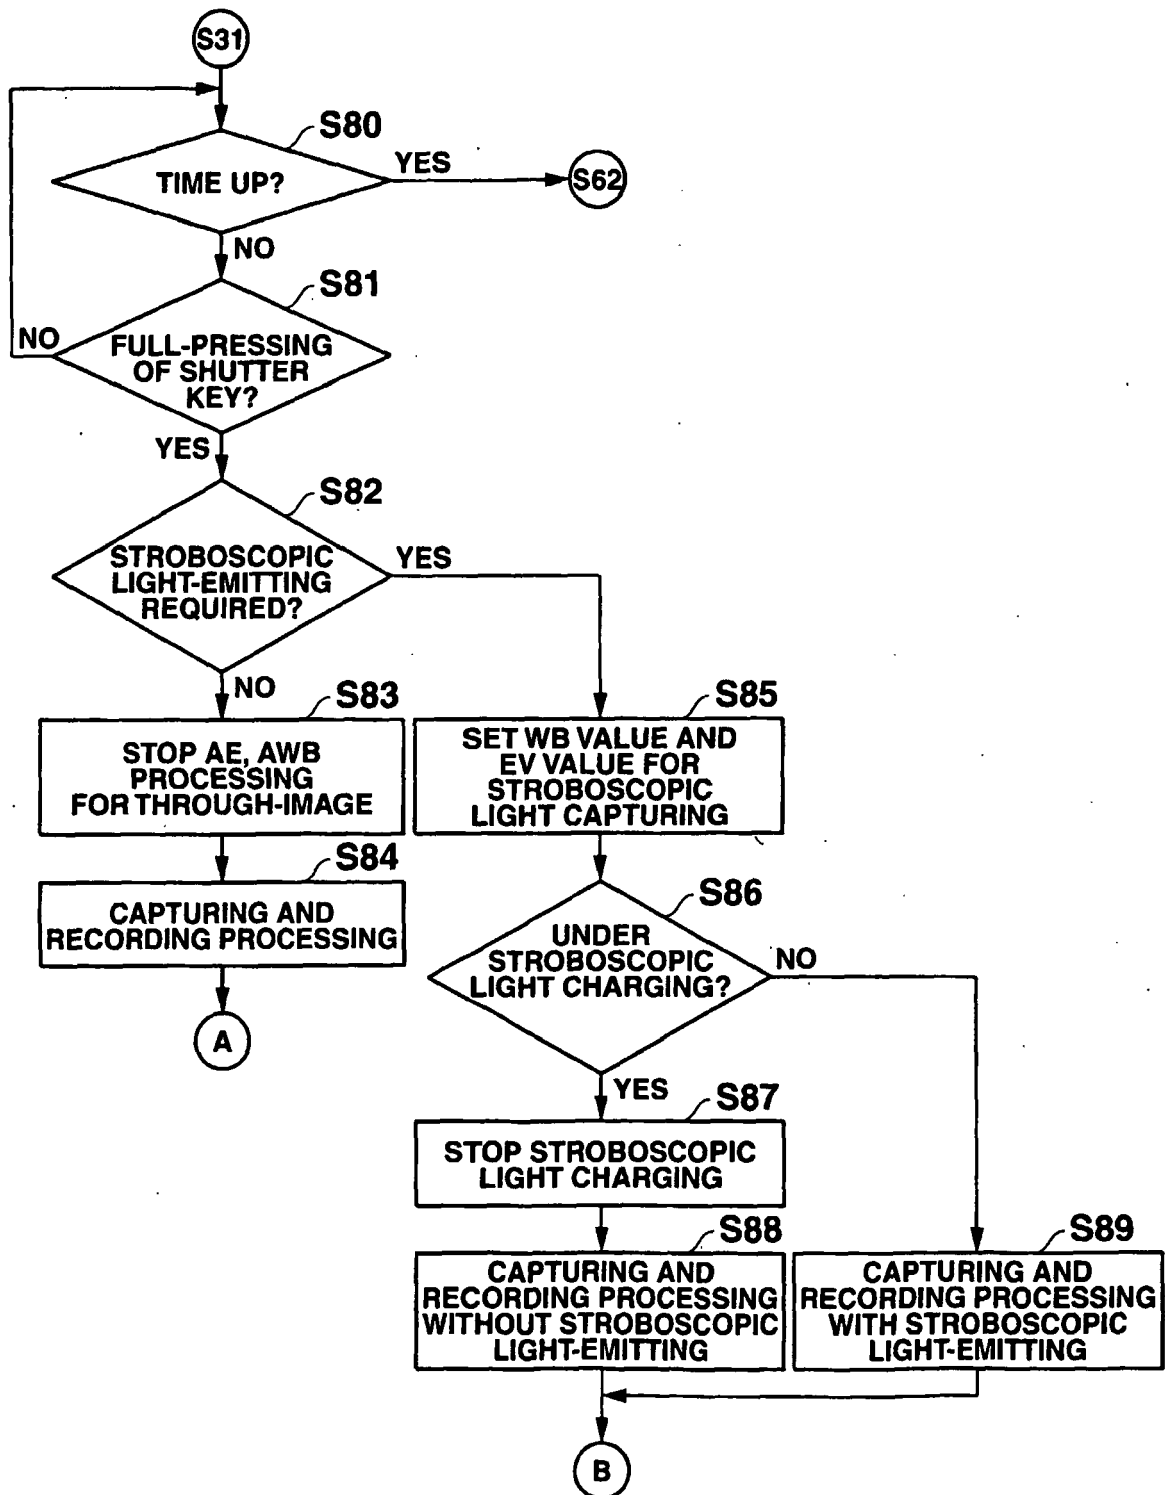 S31
S80
TIME UP?
YES
S62
NO
S81
FULL-PRESSING
OF SHUTTER
KEY?
NO
YES
S82
STROBOSCOPIC
LIGHT-EMITTING
REQUIRED?
YES
NO
S83
STOP AE, AWB
PROCESSING
FOR THROUGH-IMAGE
S84
CAPTURING AND
RECORDING PROCESSING
A
S85
SET WB VALUE AND
EV VALUE FOR
STROBOSCOPIC
LIGHT CAPTURING
S86
UNDER
STROBOSCOPIC
LIGHT CHARGING?
NO
YES
S87
STOP STROBOSCOPIC
LIGHT CHARGING
S88
CAPTURING AND
RECORDING PROCESSING
WITHOUT STROBOSCOPIC
LIGHT-EMITTING
S89
CAPTURING AND
RECORDING PROCESSING
WITH STROBOSCOPIC
LIGHT-EMITTING
B